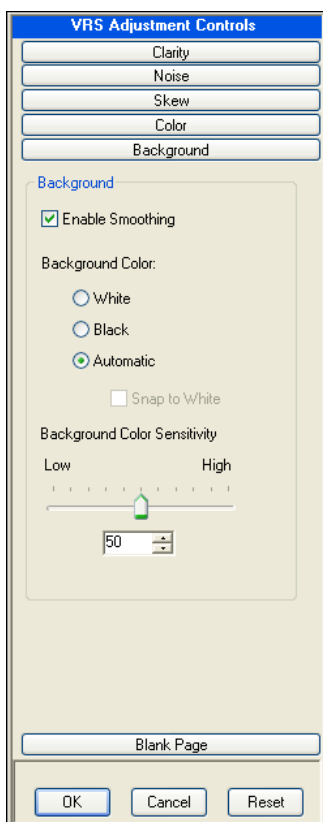 VRS Adjustment Controls
Clarity
Noise
Skew
Color
Background
Background
Enable Smoothing
Background Color:
White
Black
Automatic
Snap to White
Background Color Sensitivity
Low High
50
Blank Page
OK Cancel Reset